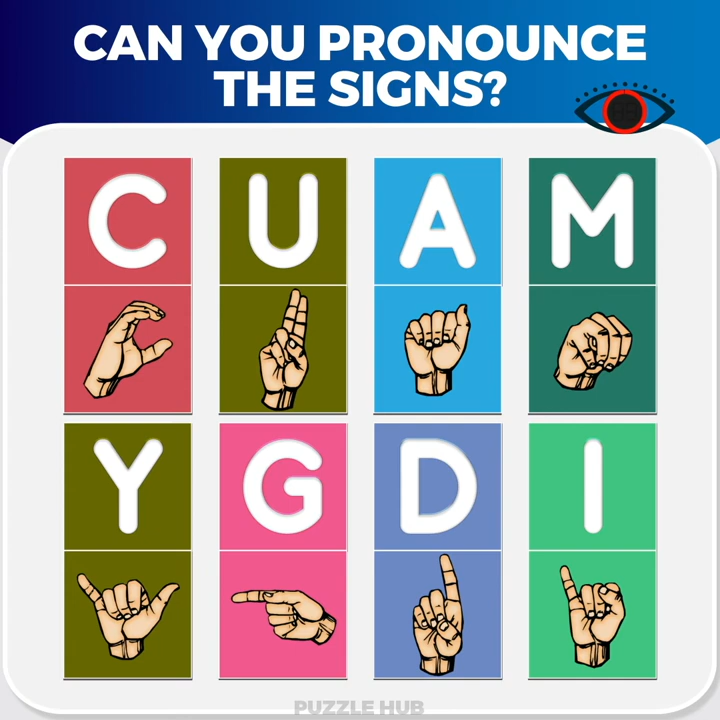 CAN YOU PRONOUNCE
THE SIGNS?
C U A M
Y G D I
PUZZLE HUB